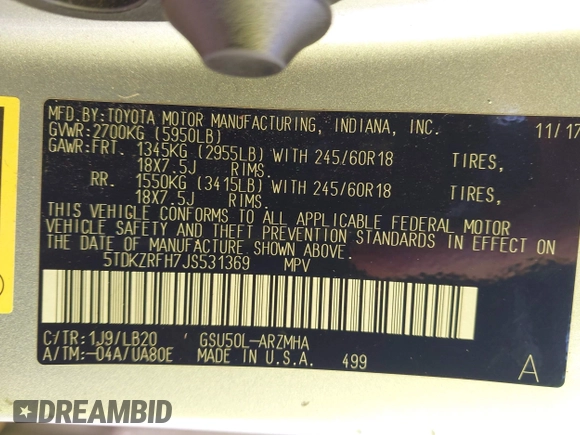 MFD.BY:TOYOTA MOTOR MANUFACTURING, INDIANA, INC. 11/17
GVWR:2700KG (5950LB)
GAWR:FRT. 1345KG (2955LB) WITH 245/60R18 TIRES,
18X7.5J RIMS.
RR. 1550KG (3415LB) WITH 245/60R18 TIRES,
18X7.5J RIMS.
THIS VEHICLE CONFORMS TO ALL APPLICABLE FEDERAL MOTOR
VEHICLE SAFETY AND THEFT PREVENTION STANDARDS IN EFFECT ON
THE DATE OF MANUFACTURE SHOWN ABOVE.
5TDKZRFH7JS531369 MPV
C/TR:1J9/LB20 GSU50L-ARZMHA
A/TM:-04A/UA80E MADE IN U.S.A. 499 A
DREAMBID